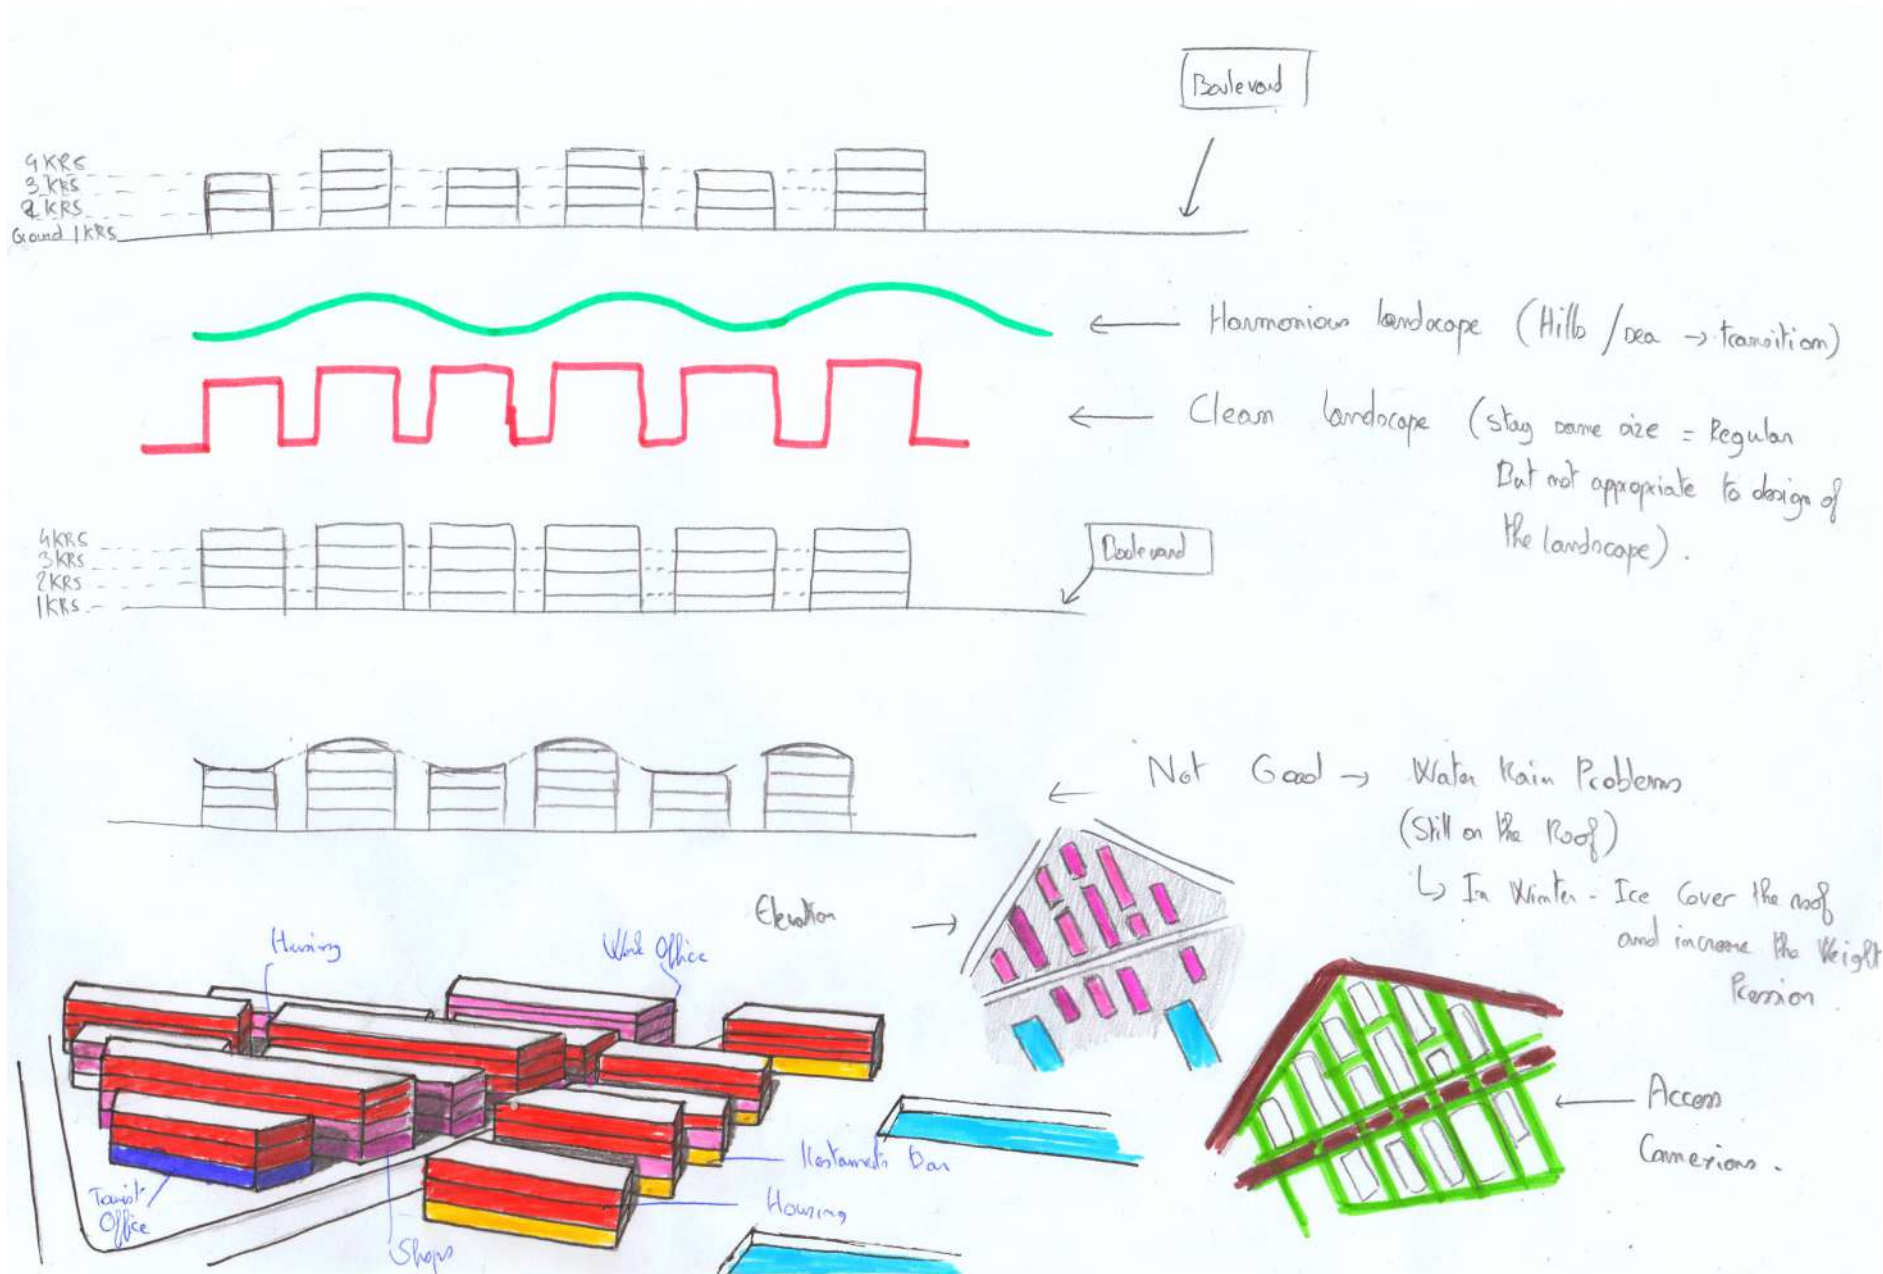 Boulevard
4 KRS
3 KRS
2 KRS
Ground 1 KRS
Harmonious landscape (Hills / sea → transition)
Clean landscape (stay same size = Regular
But not appropriate to design of
the landscape).
4KRS
3KRS
2KRS
1KRS
Boulevard
Not Good → Water Rain Problems
(Still on the Roof)
↳ In Winter - Ice Cover the roof
and increase the Weight
Pression
Elevation
Housing
Work Office
Access
Connexions.
Restaurants Bar
Housing
Tourist
Office
Shops